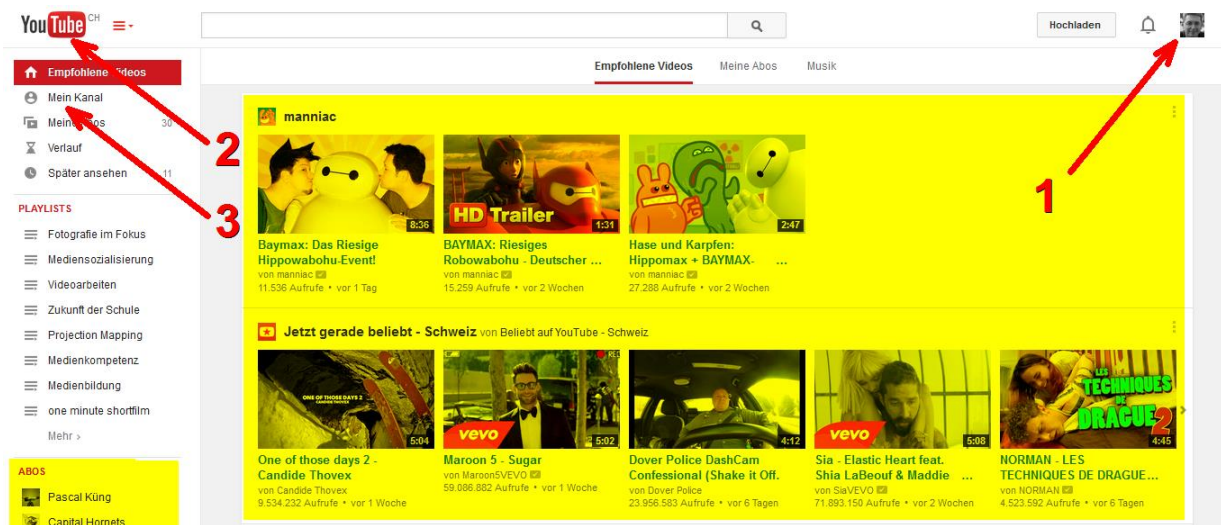 YouTube CH
Hochladen
1
2
3
Empfohlene Videos
Mein Kanal
Meine Abos 30
Verlauf
Später ansehen 11
PLAYLISTS
Fotografie im Fokus
Mediensozialisierung
Videoarbeiten
Zukunft der Schule
Projection Mapping
Medienkompetenz
Medienbildung
one minute shortfilm
Mehr >
ABOS
Pascal Küng
Capital Hornets
Empfohlene Videos Meine Abos Musik
manniac
8:36
Baymax: Das Riesige
Hippowabohu-Event!
von manniac
11.536 Aufrufe • vor 1 Tag
HD Trailer
1:31
BAYMAX: Riesiges
Robowabohu - Deutscher ...
von manniac
15.259 Aufrufe • vor 2 Wochen
2:47
Hase und Karpfen:
Hippomax + BAYMAX- ...
von manniac
27.288 Aufrufe • vor 2 Wochen
Jetzt gerade beliebt - Schweiz von Beliebt auf YouTube - Schweiz
ONE OF THOSE DAYS 2
CANDIDE THOVEX
5:04
One of those days 2 -
Candide Thovex
von Candide Thovex
9.534.232 Aufrufe • vor 1 Woche
vevo
5:02
Maroon 5 - Sugar
von Maroon5VEVO
59.086.882 Aufrufe • vor 1 Woche
4:12
Dover Police DashCam
Confessional (Shake it Off.
von Dover Police
23.956.583 Aufrufe • vor 6 Tagen
vevo
5:08
Sia - Elastic Heart feat.
Shia LaBeouf & Maddie ...
von SiaVEVO
71.893.150 Aufrufe • vor 2 Wochen
LES
TECHNIQUES
DE
DRAGUE2
4:45
NORMAN - LES
TECHNIQUES DE DRAGUE...
von NORMAN
4.523.592 Aufrufe • vor 6 Tagen